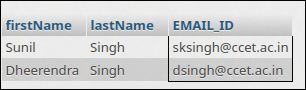 firstName lastName EMAIL_ID
Sunil Singh sksingh@ccet.ac.in
Dheerendra Singh dsingh@ccet.ac.in